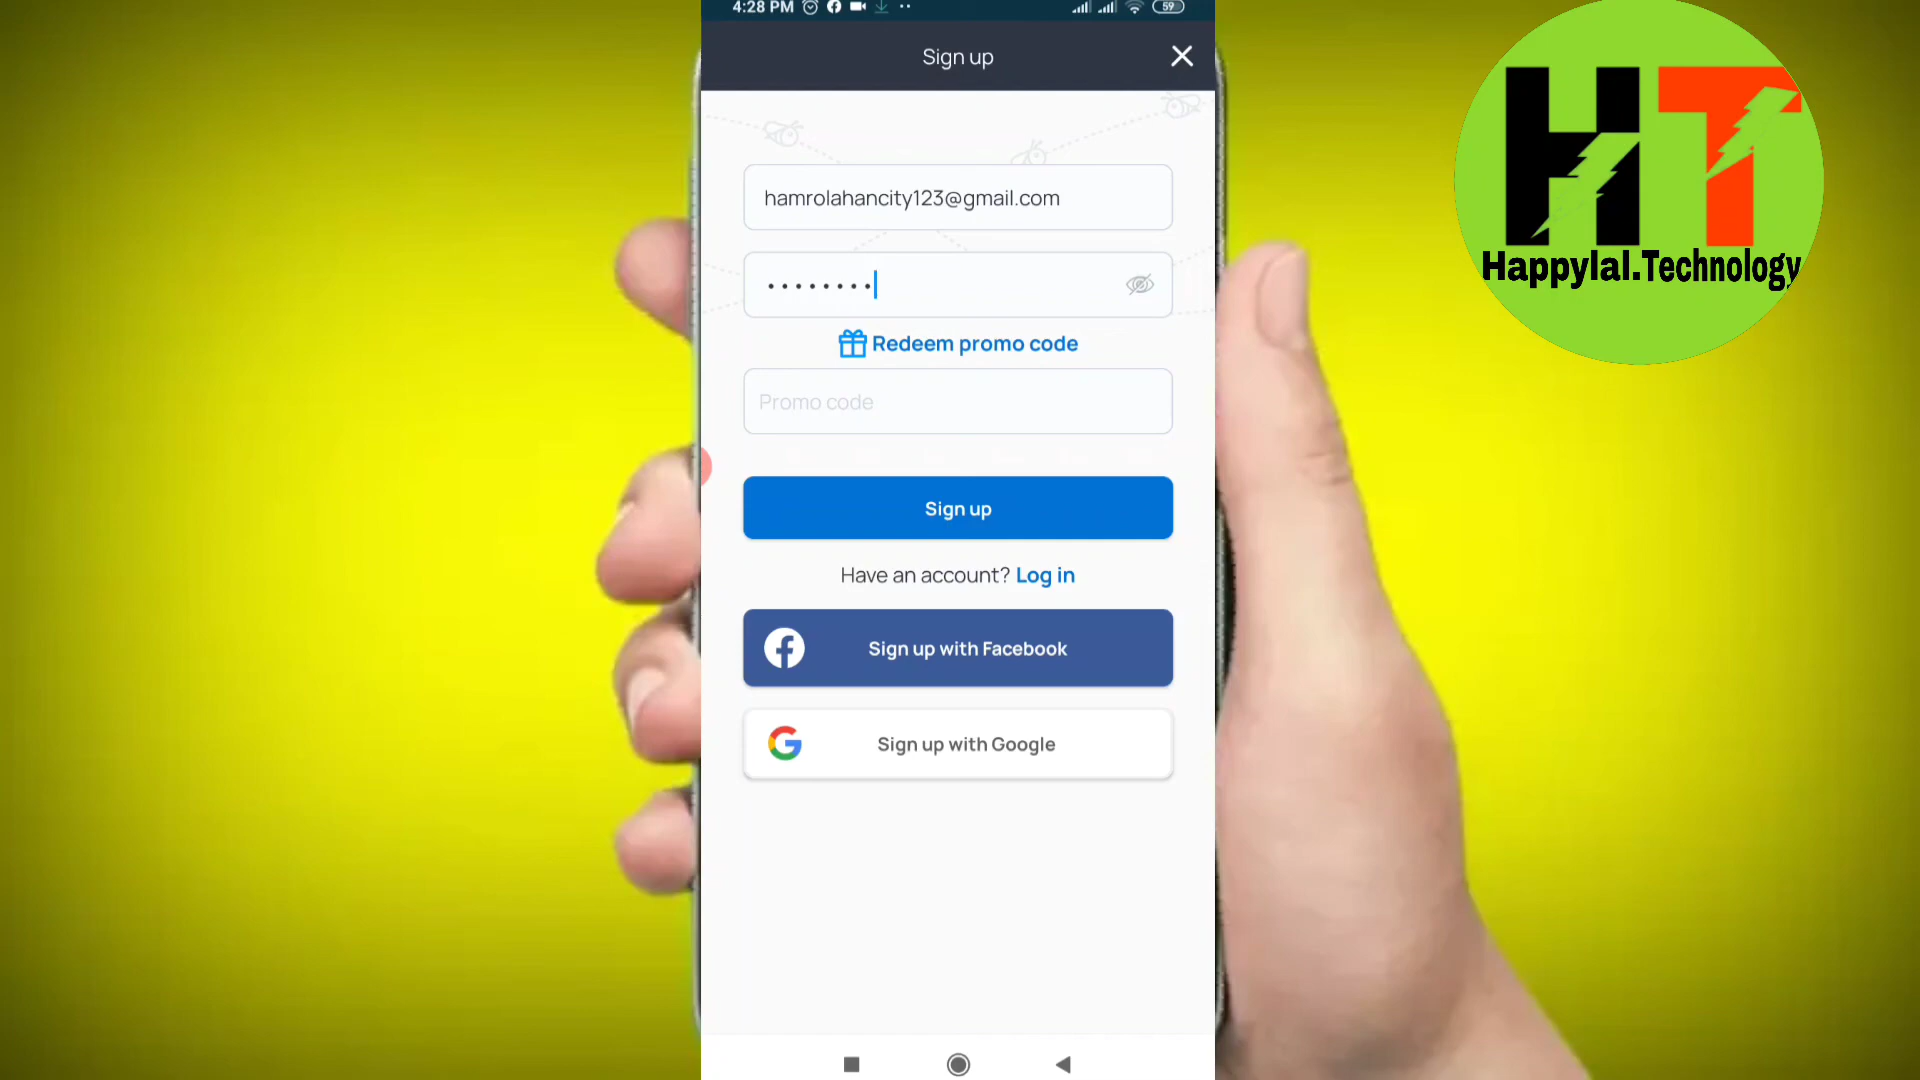 4:28 PM
59
Sign up
hamrolahancity123@gmail.com
Redeem promo code
Promo code
Sign up
Have an account? Log in
Sign up with Facebook
Sign up with Google
HT
Happylal.Technology